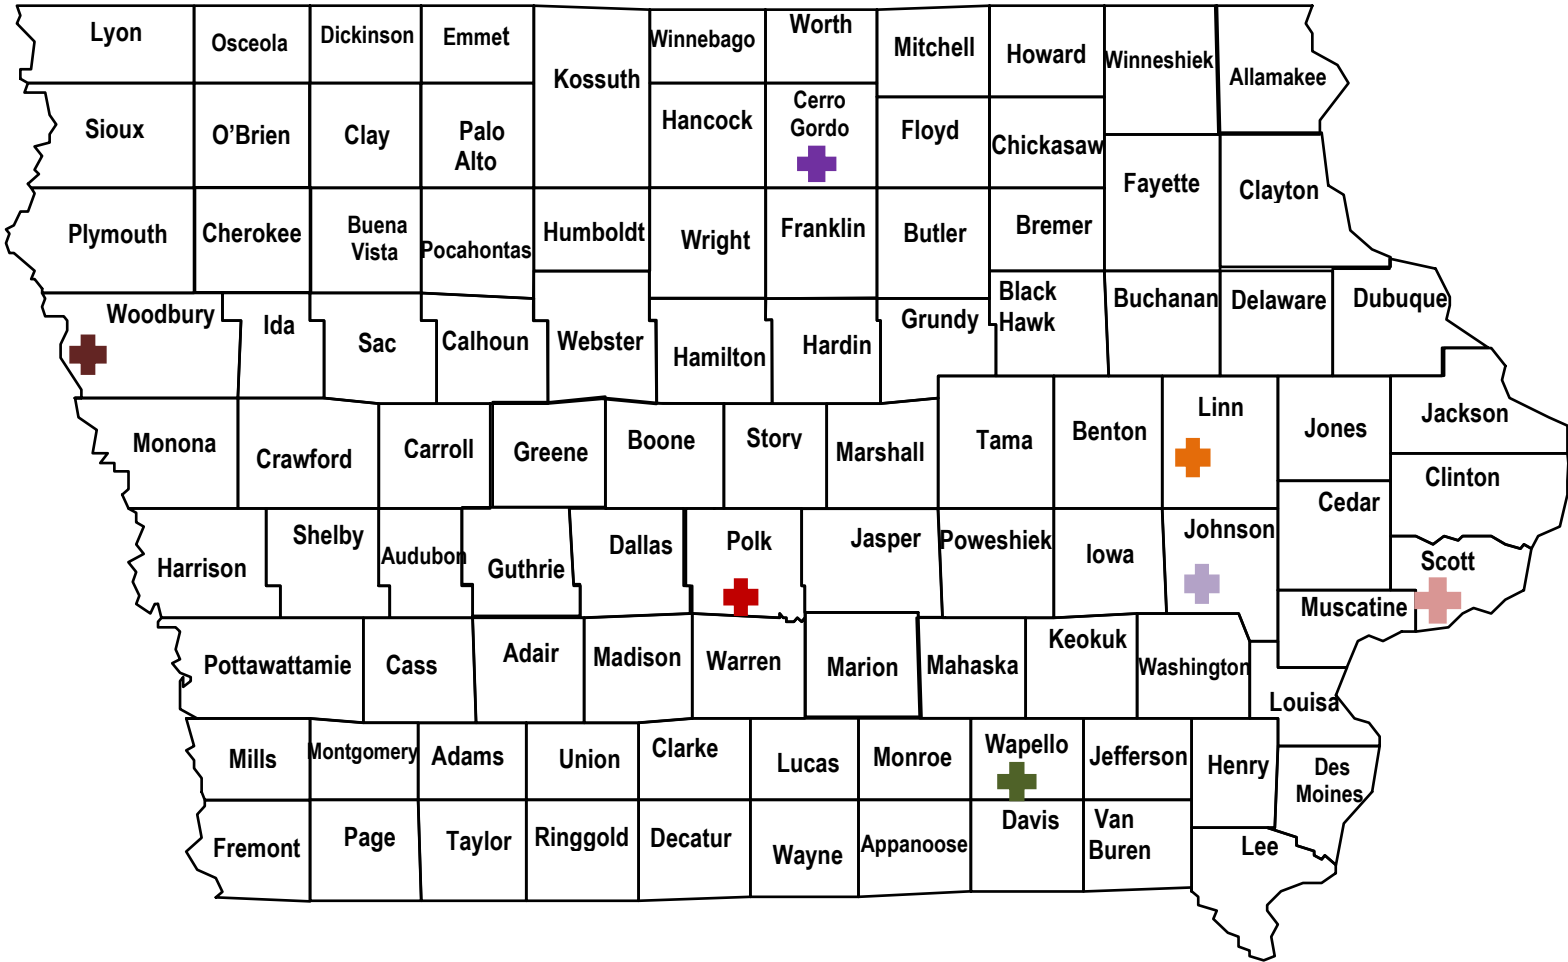 Lyon
Osceola
Dickinson
Emmet
Kossuth
Winnebago
Worth
Mitchell
Howard
Winneshiek
Allamakee
Sioux
O’Brien
Clay
Palo
Alto
Hancock
Cerro
Gordo
Floyd
Chickasaw
Fayette
Clayton
Plymouth
Cherokee
Buena
Vista
Pocahontas
Humboldt
Wright
Franklin
Butler
Bremer
Woodbury
Ida
Sac
Calhoun
Webster
Hamilton
Hardin
Grundy
Black
Hawk
Buchanan
Delaware
Dubuque
Monona
Crawford
Carroll
Greene
Boone
Story
Marshall
Tama
Benton
Linn
Jones
Jackson
Clinton
Cedar
Harrison
Shelby
Audubon
Guthrie
Dallas
Polk
Jasper
Poweshiek
Iowa
Johnson
Scott
Muscatine
Pottawattamie
Cass
Adair
Madison
Warren
Marion
Mahaska
Keokuk
Washington
Louisa
Mills
Montgomery
Adams
Union
Clarke
Lucas
Monroe
Wapello
Jefferson
Henry
Des
Moines
Fremont
Page
Taylor
Ringgold
Decatur
Wayne
Appanoose
Davis
Van
Buren
Lee